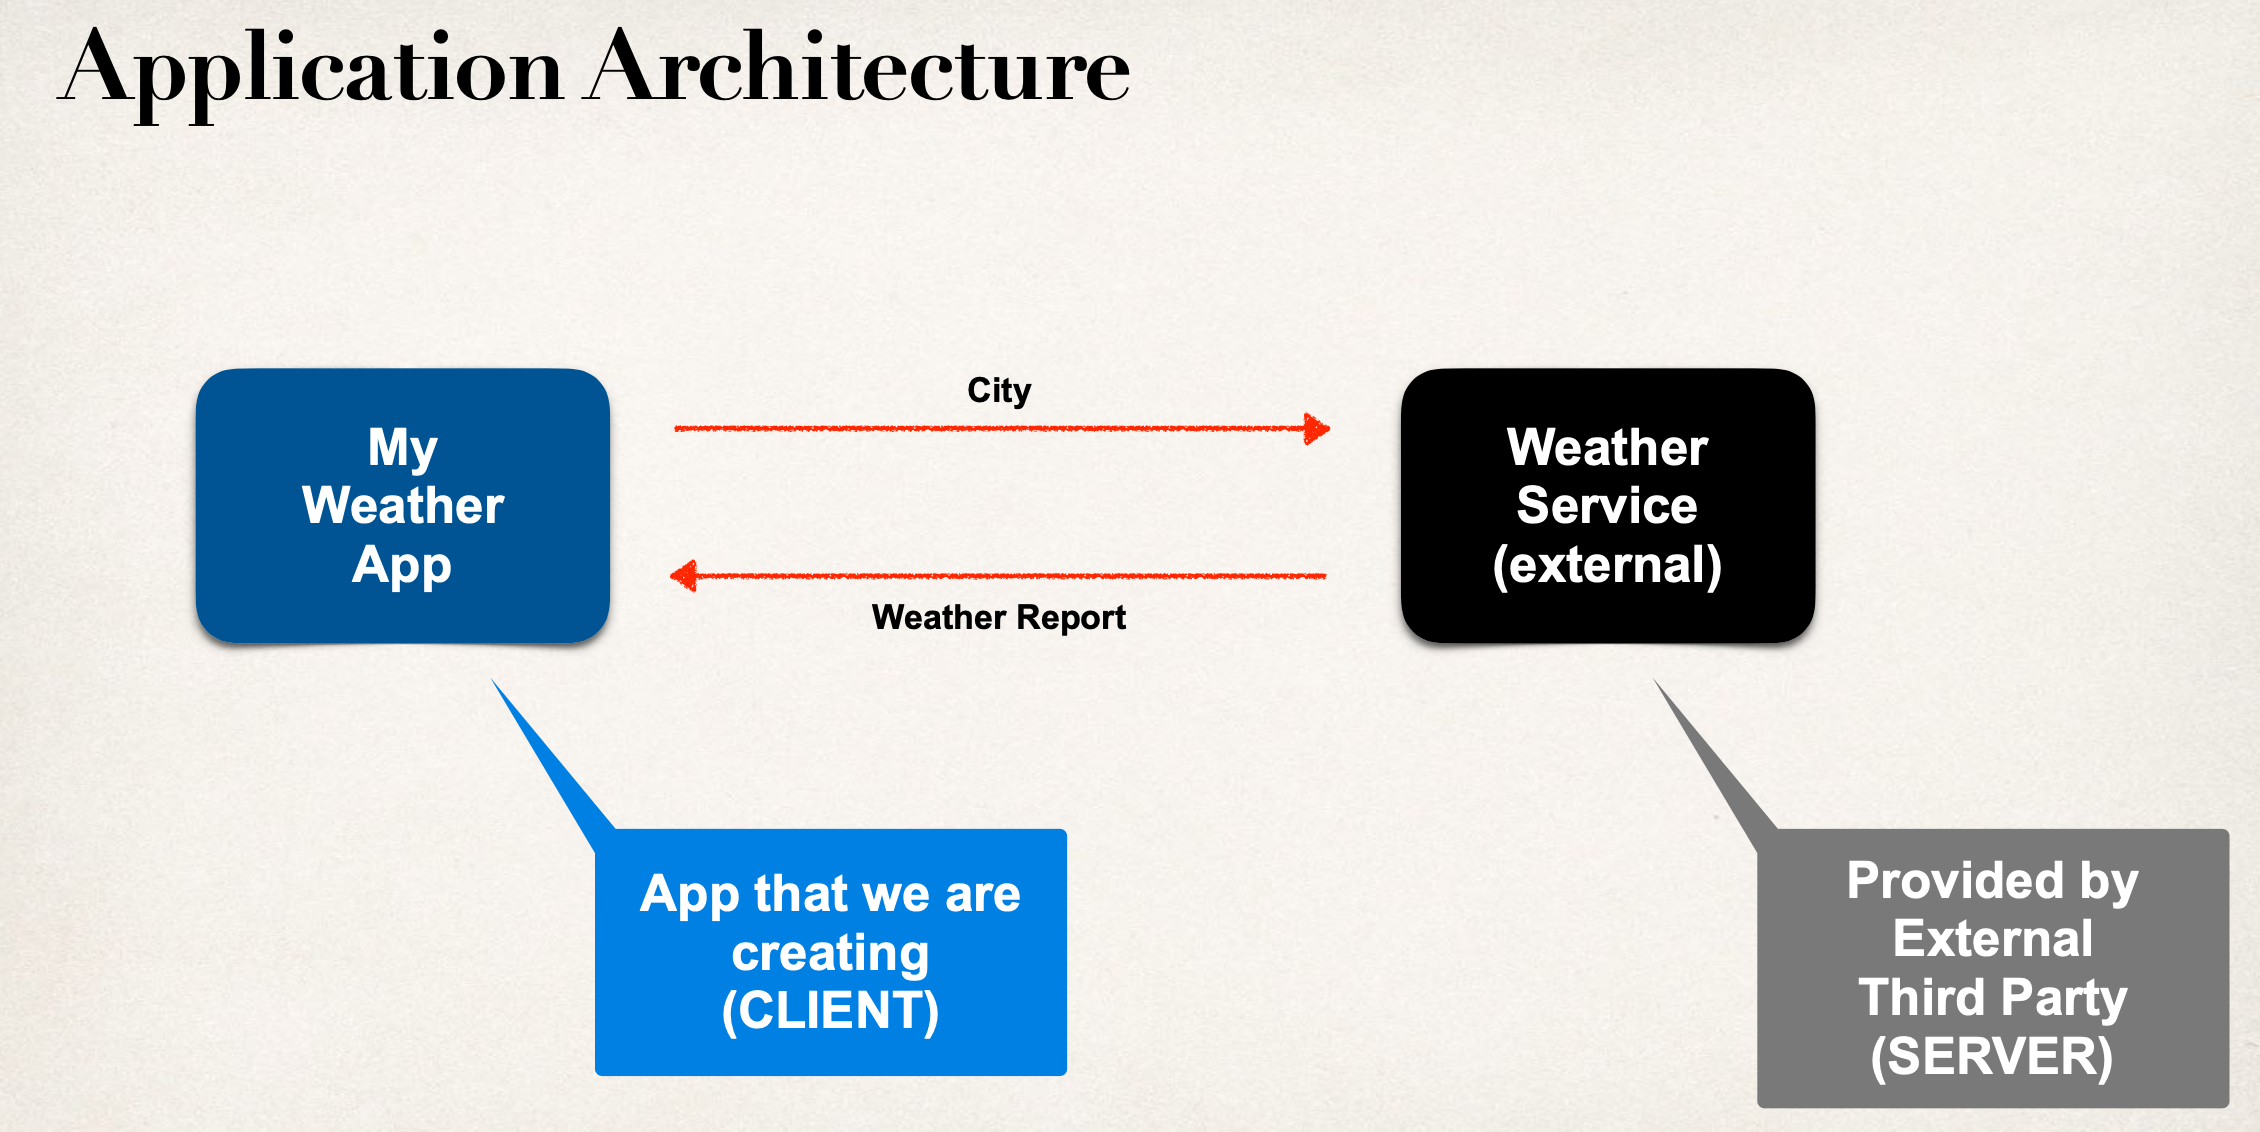 Application Architecture
My
Weather
App
City
Weather Report
Weather
Service
(external)
App that we are
creating
(CLIENT)
Provided by
External
Third Party
(SERVER)